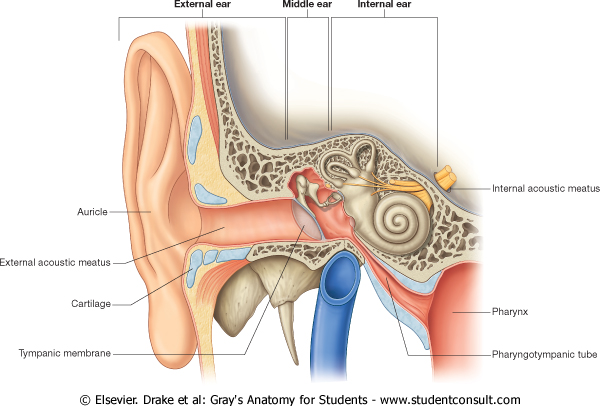 External ear
Middle ear
Internal ear
Internal acoustic meatus
Auricle
External acoustic meatus
Cartilage
Pharynx
Tympanic membrane
Pharyngotympanic tube
© Elsevier. Drake et al: Gray's Anatomy for Students - www.studentconsult.com